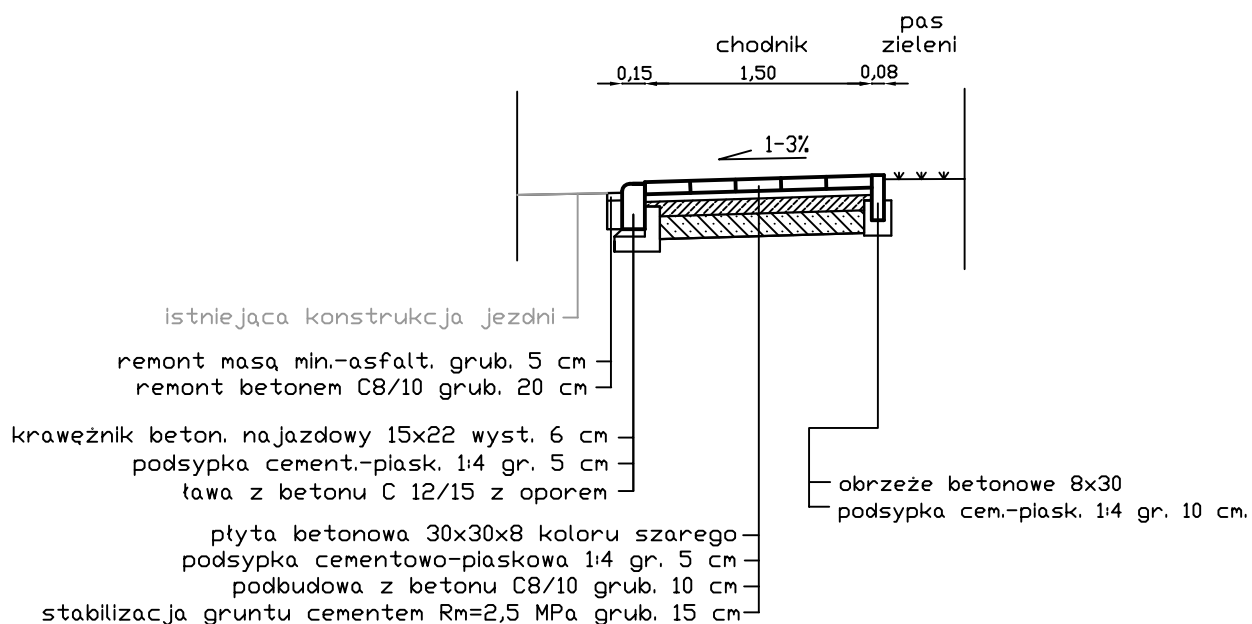 pas
zieleni
chodnik
0,15
1,50
0,08
1-3%
istniejąca konstrukcja jezdni
remont masą min.-asfalt. grub. 5 cm
remont betonem C8/10 grub. 20 cm
krawężnik beton. najazdowy 15x22 wyst. 6 cm
podsypka cement.-piask. 1:4 gr. 5 cm
ława z betonu C 12/15 z oporem
obrzeże betonowe 8x30
podsypka cem.-piask. 1:4 gr. 10 cm.
płyta betonowa 30x30x8 koloru szarego
podsypka cementowo-piaskowa 1:4 gr. 5 cm
podbudowa z betonu C8/10 grub. 10 cm
stabilizacja gruntu cementem Rm=2,5 MPa grub. 15 cm